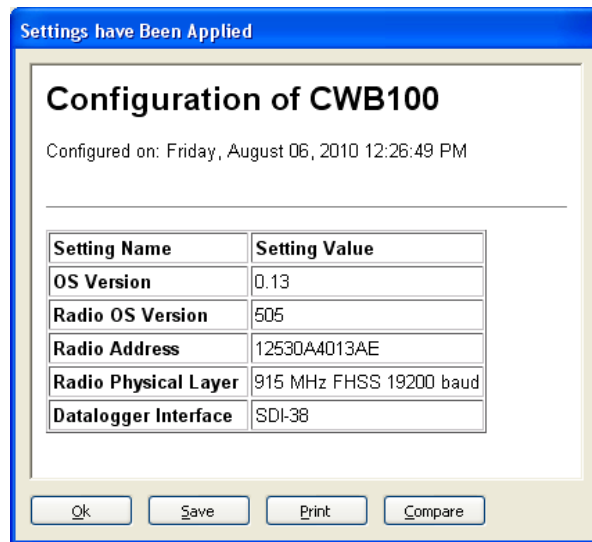 Settings have Been Applied
Configuration of CWB100
Configured on: Friday, August 06, 2010 12:26:49 PM
Setting Name Setting Value
OS Version 0.13
Radio OS Version 505
Radio Address 12530A4013AE
Radio Physical Layer 915 MHz FHSS 19200 baud
Datalogger Interface SDI-38
Ok Save Print Compare